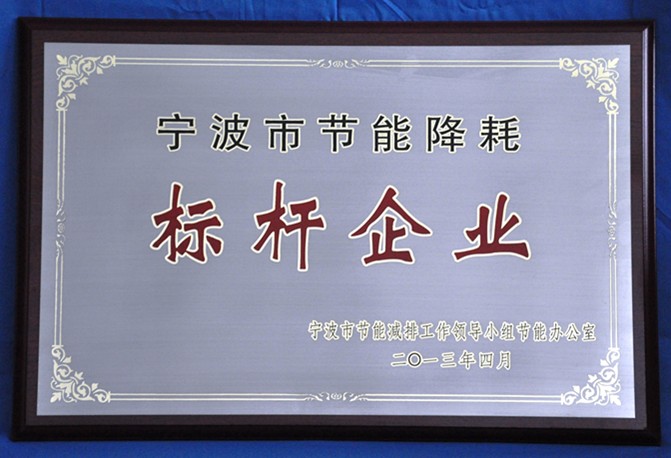 宁波市节能降耗
标杆企业
宁波市节能减排工作领导小组节能办公室
二〇一三年四月